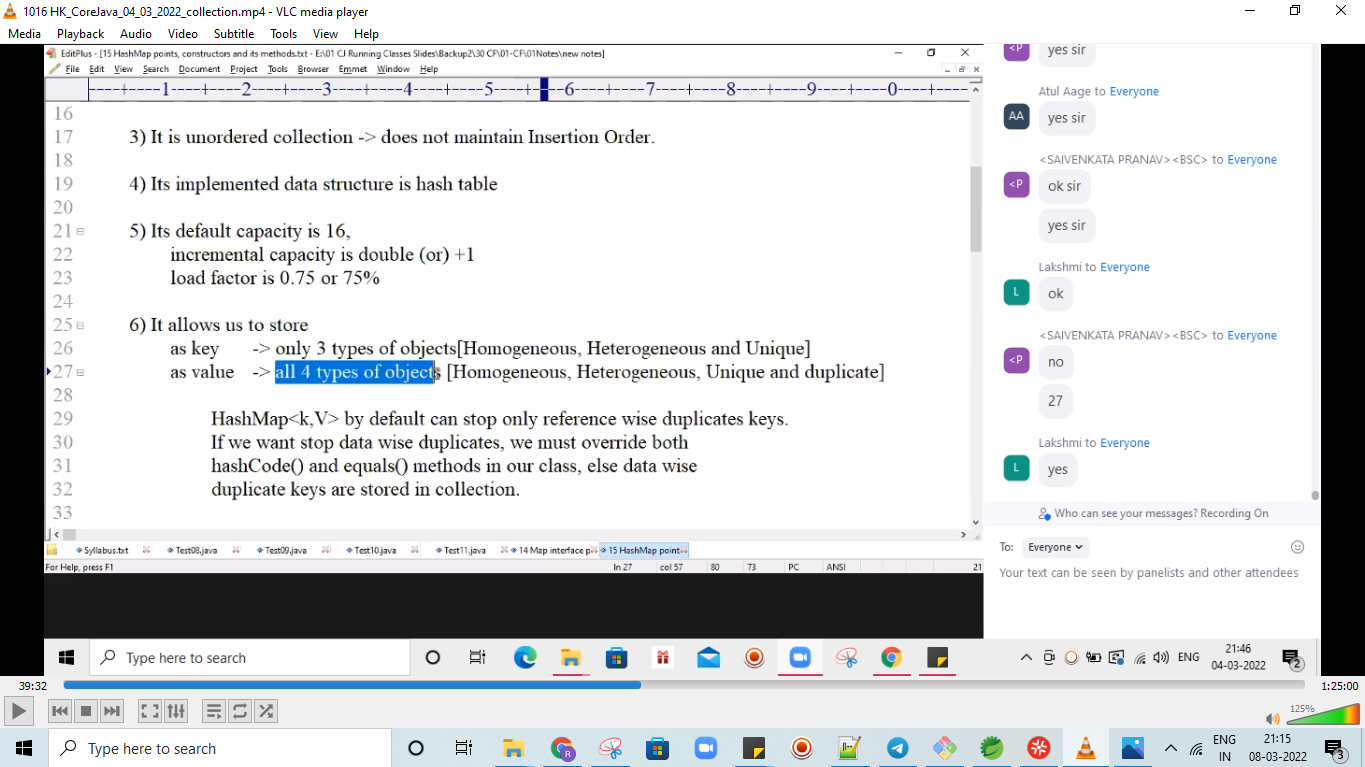 1016 HK_CoreJava_04_03_2022_collection.mp4 - VLC media player
Media Playback Audio Video Subtitle Tools View Help
EditPlus - [15 HashMap points, constructors and its methods.txt - E:\01 CJ Running Classes Slides\Backup2\30 CF\01-CF\01Notes\new notes]
File Edit View Search Document Project Tools Browser Emmet Window Help
----+----1----+----2----+----3----+----4----+----5----+----6----+----7----+----8----+----9----+----0----+----
16
17 3) It is unordered collection -> does not maintain Insertion Order.
18
19 4) Its implemented data structure is hash table
20
21 5) Its default capacity is 16,
22 incremental capacity is double (or) +1
23 load factor is 0.75 or 75%
24
25 6) It allows us to store
26 as key -> only 3 types of objects[Homogeneous, Heterogeneous and Unique]
27 as value -> all 4 types of objects [Homogeneous, Heterogeneous, Unique and duplicate]
28
29 HashMap<k,V> by default can stop only reference wise duplicates keys.
30 If we want stop data wise duplicates, we must override both
31 hashCode() and equals() methods in our class, else data wise
32 duplicate keys are stored in collection.
33
Syllabus.txt Test08.java Test09.java Test10.java Test11.java 14 Map interface p 15 HashMap point
For Help, press F1 ln 27 col 57 80 73 PC ANSI 21
<P yes sir
Atul Aage to Everyone
AA yes sir
<SAIVENKATA PRANAV><BSC> to Everyone
<P ok sir
yes sir
Lakshmi to Everyone
L ok
<SAIVENKATA PRANAV><BSC> to Everyone
<P no
27
Lakshmi to Everyone
L yes
Who can see your messages? Recording On
To: Everyone
Your text can be seen by panelists and other attendees
Type here to search ENG 21:46
04-03-2022 2
39:32 1:25:00
125%
Type here to search R ENG 21:15
IN 08-03-2022 3